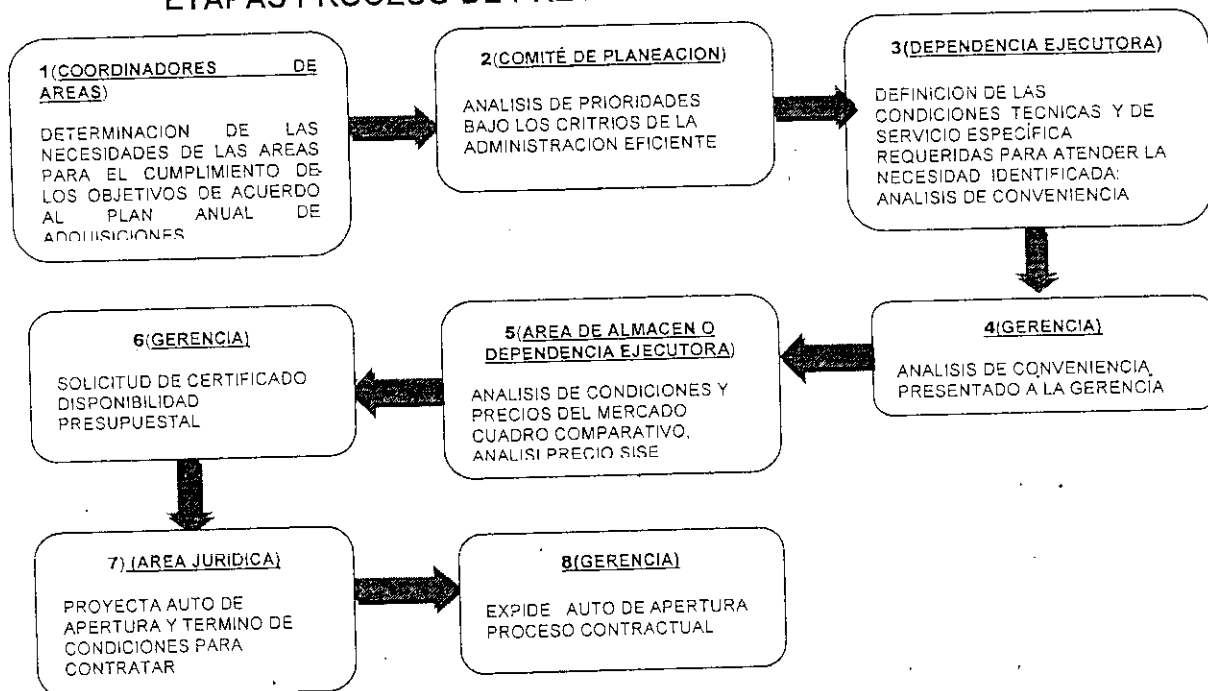 ETAPAS PROCESO DE
1(COORDINADORES DE
AREAS)
DETERMINACION DE LAS
NECESIDADES DE LAS AREAS
PARA EL CUMPLIMIENTO DE
LOS OBJETIVOS DE ACUERDO
AL PLAN ANUAL DE
ADQUISICIONES
2(COMITÉ DE PLANEACION)
ANALISIS DE PRIORIDADES
BAJO LOS CRITRIOS DE LA
ADMINISTRACION EFICIENTE
3(DEPENDENCIA EJECUTORA)
DEFINICION DE LAS
CONDICIONES TECNICAS Y DE
SERVICIO ESPECÍFICA
REQUERIDAS PARA ATENDER LA
NECESIDAD IDENTIFICADA:
ANALISIS DE CONVENIENCIA
4(GERENCIA)
ANALISIS DE CONVENIENCIA
PRESENTADO A LA GERENCIA
5(AREA DE ALMACEN O
DEPENDENCIA EJECUTORA)
ANALISIS DE CONDICIONES Y
PRECIOS DEL MERCADO
CUADRO COMPARATIVO,
ANALISI PRECIO SISE
6(GERENCIA)
SOLICITUD DE CERTIFICADO
DISPONIBILIDAD
PRESUPUESTAL
7) (AREA JURIDICA)
PROYECTA AUTO DE
APERTURA Y TERMINO DE
CONDICIONES PARA
CONTRATAR
8(GERENCIA)
EXPIDE AUTO DE APERTURA
PROCESO CONTRACTUAL